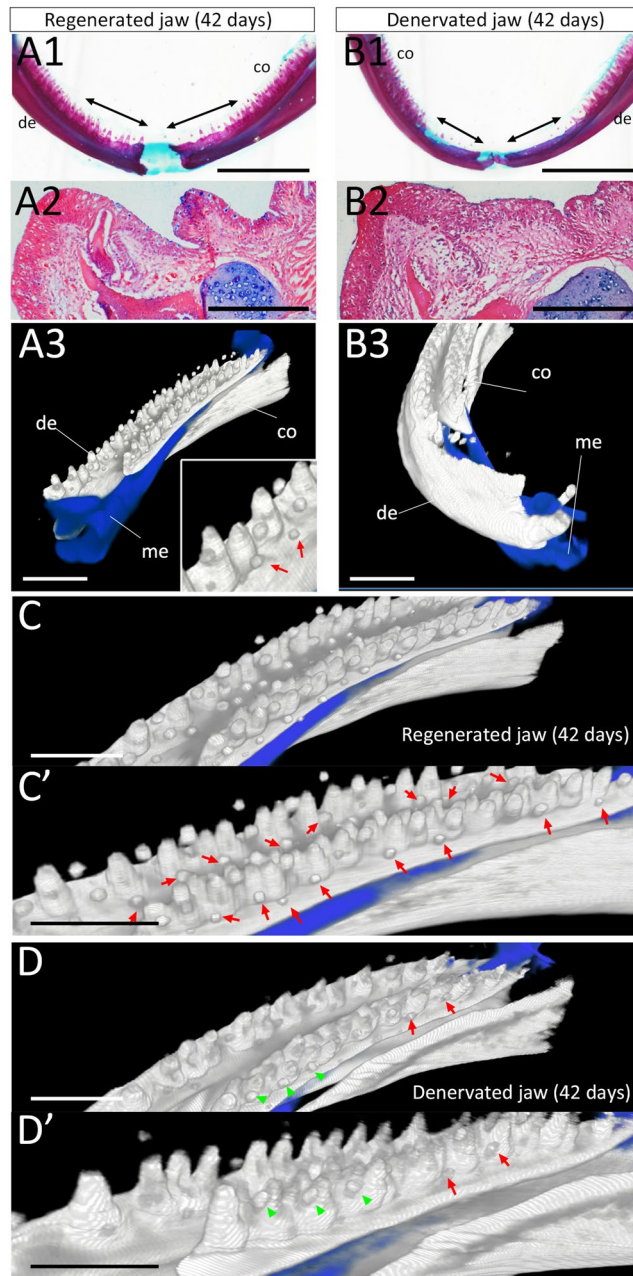 Regenerated jaw (42 days)
Denervated jaw (42 days)
A1
co
de
B1
co
de
A2
B2
A3
de
co
me
B3
co
me
de
C
Regenerated jaw (42 days)
C’
D
Denervated jaw (42 days)
D’